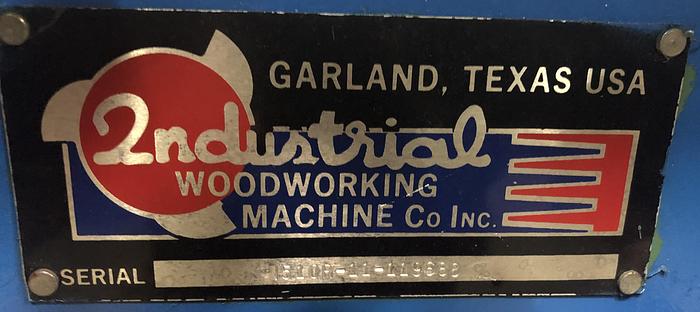 GARLAND, TEXAS USA
Industrial
WOODWORKING
MACHINE Co INC.
SERIAL